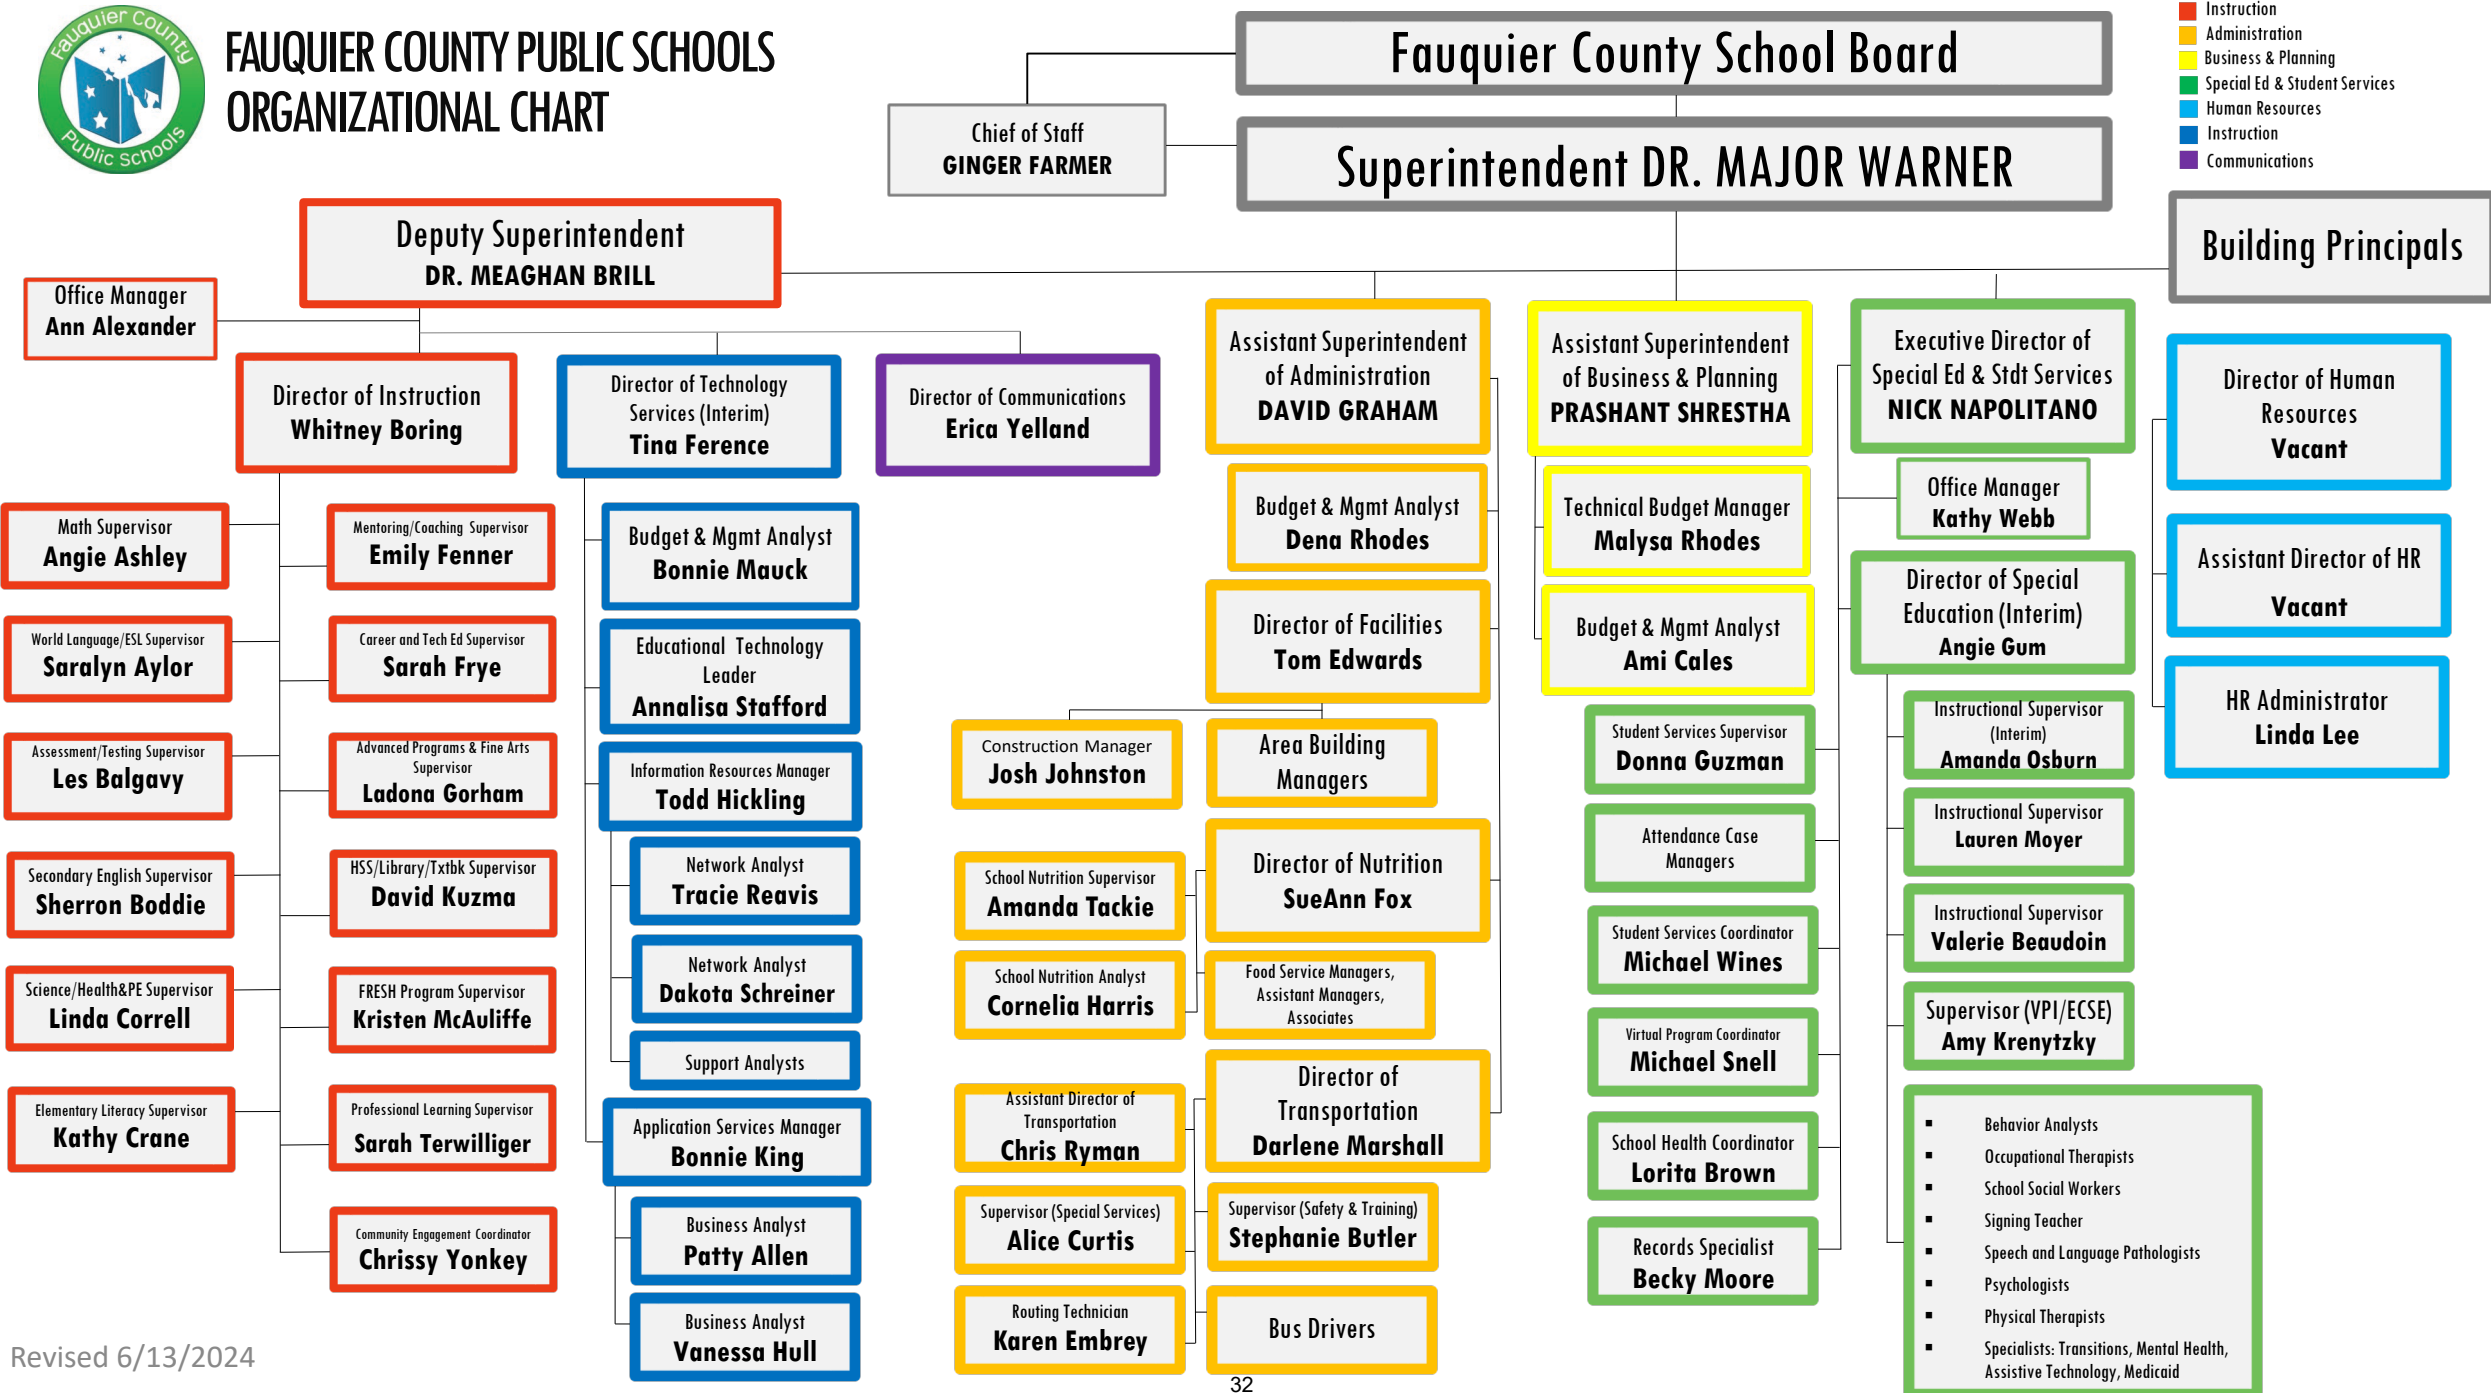 Fauquier County
Public Schools
FAUQUIER COUNTY PUBLIC SCHOOLS
ORGANIZATIONAL CHART
Fauquier County School Board
Chief of Staff
GINGER FARMER
Superintendent DR. MAJOR WARNER
Instruction
Administration
Business & Planning
Special Ed & Student Services
Human Resources
Instruction
Communications
Building Principals
Deputy Superintendent
DR. MEAGHAN BRILL
Office Manager
Ann Alexander
Director of Instruction
Whitney Boring
Director of Technology
Services (Interim)
Tina Ference
Director of Communications
Erica Yelland
Assistant Superintendent
of Administration
DAVID GRAHAM
Assistant Superintendent
of Business & Planning
PRASHANT SHRESTHA
Executive Director of
Special Ed & Stdt Services
NICK NAPOLITANO
Director of Human
Resources
Vacant
Math Supervisor
Angie Ashley
World Language/ESL Supervisor
Saralyn Aylor
Assessment/Testing Supervisor
Les Balgavy
Secondary English Supervisor
Sherron Boddie
Science/Health&PE Supervisor
Linda Correll
Elementary Literacy Supervisor
Kathy Crane
Mentoring/Coaching Supervisor
Emily Fenner
Career and Tech Ed Supervisor
Sarah Frye
Advanced Programs & Fine Arts
Supervisor
Ladona Gorham
HSS/Library/Txtbk Supervisor
David Kuzma
FRESH Program Supervisor
Kristen McAuliffe
Professional Learning Supervisor
Sarah Terwilliger
Community Engagement Coordinator
Chrissy Yonkey
Budget & Mgmt Analyst
Bonnie Mauck
Educational Technology
Leader
Annalisa Stafford
Information Resources Manager
Todd Hickling
Network Analyst
Tracie Reavis
Network Analyst
Dakota Schreiner
Support Analysts
Application Services Manager
Bonnie King
Business Analyst
Patty Allen
Business Analyst
Vanessa Hull
Budget & Mgmt Analyst
Dena Rhodes
Director of Facilities
Tom Edwards
Construction Manager
Josh Johnston
Area Building
Managers
Director of Nutrition
SueAnn Fox
School Nutrition Supervisor
Amanda Tackie
School Nutrition Analyst
Cornelia Harris
Food Service Managers,
Assistant Managers,
Associates
Director of
Transportation
Darlene Marshall
Assistant Director of
Transportation
Chris Ryman
Supervisor (Special Services)
Alice Curtis
Supervisor (Safety & Training)
Stephanie Butler
Routing Technician
Karen Embrey
Bus Drivers
Technical Budget Manager
Malysa Rhodes
Budget & Mgmt Analyst
Ami Cales
Student Services Supervisor
Donna Guzman
Attendance Case
Managers
Student Services Coordinator
Michael Wines
Virtual Program Coordinator
Michael Snell
School Health Coordinator
Lorita Brown
Records Specialist
Becky Moore
Office Manager
Kathy Webb
Director of Special
Education (Interim)
Angie Gum
Instructional Supervisor
(Interim)
Amanda Osburn
Instructional Supervisor
Lauren Moyer
Instructional Supervisor
Valerie Beaudoin
Supervisor (VPI/ECSE)
Amy Krenytzky
▪ Behavior Analysts
▪ Occupational Therapists
▪ School Social Workers
▪ Signing Teacher
▪ Speech and Language Pathologists
▪ Psychologists
▪ Physical Therapists
▪ Specialists: Transitions, Mental Health,
Assistive Technology, Medicaid
Assistant Director of HR
Vacant
HR Administrator
Linda Lee
Revised 6/13/2024
32